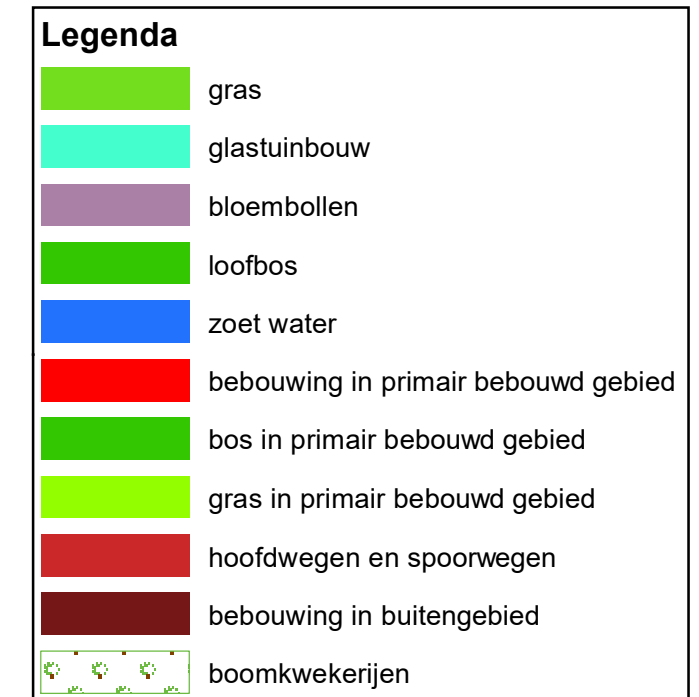 Legenda
gras
glastuinbouw
bloembollen
loofbos
zoet water
bebouwing in primair bebouwd gebied
bos in primair bebouwd gebied
gras in primair bebouwd gebied
hoofdwegen en spoorwegen
bebouwing in buitengebied
boomkwekerijen